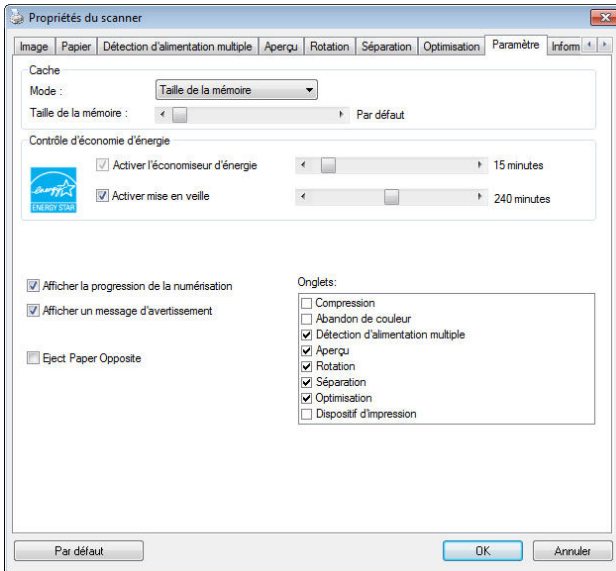 Propriétés du scanner
Image Papier Détection d'alimentation multiple Aperçu Rotation Séparation Optimisation Paramètre Inform
Cache
Mode : Taille de la mémoire
Taille de la mémoire : Par défaut
Contrôle d'économie d'énergie
Activer l'économiseur d'énergie 15 minutes
energy
ENERGY STAR
Activer mise en veille 240 minutes
Afficher la progression de la numérisation
Afficher un message d'avertissement
Eject Paper Opposite
Onglets:
Compression
Abandon de couleur
Détection d'alimentation multiple
Aperçu
Rotation
Séparation
Optimisation
Dispositif d'impression
Par défaut OK Annuler